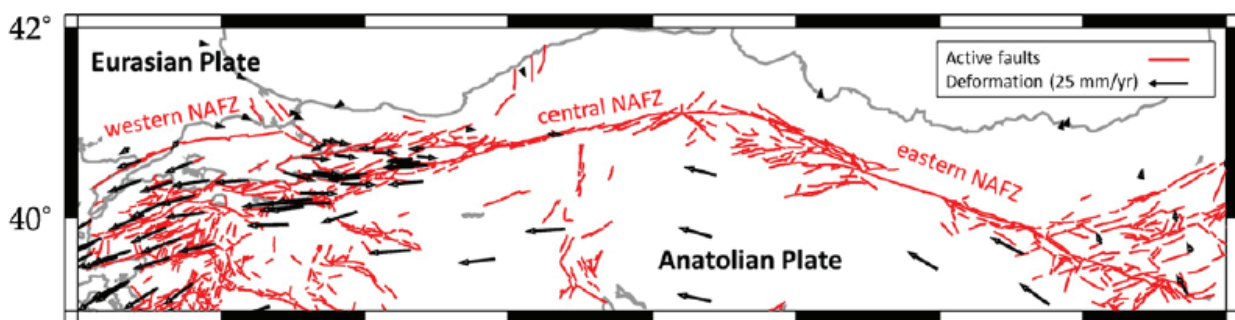 42°
Eurasian Plate
Active faults
Deformation (25 mm/yr)
western NAFZ
central NAFZ
eastern NAFZ
40°
Anatolian Plate